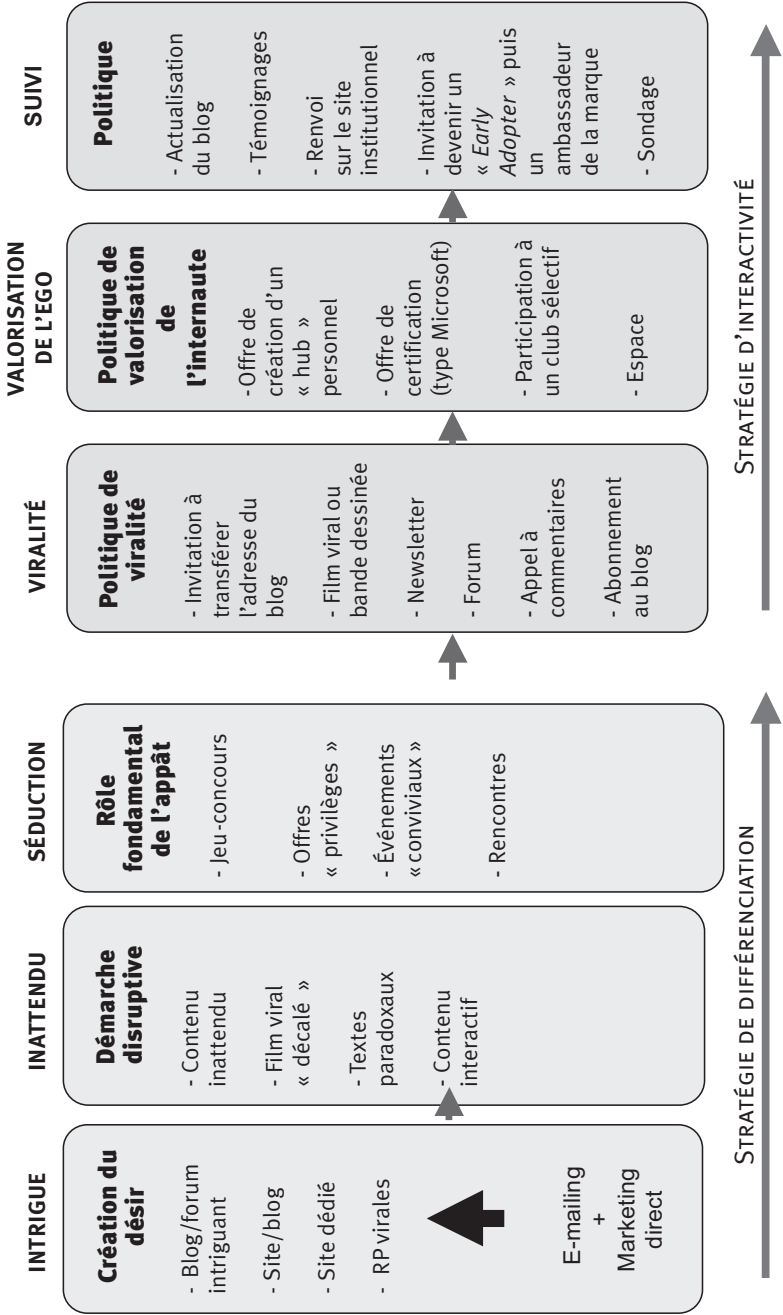 INTRIGUE
Création du
désir
- Blog/forum
intriguant
- Site/blog
- Site dédié
- RP virales
E-mailing
+
Marketing
direct
INATTENDU
Démarche
disruptive
- Contenu
inattendu
- Film viral
« décalé »
- Textes
paradoxaux
- Contenu
interactif
SÉDUCTION
Rôle
fondamental
de l’appât
- Jeu-concours
- Offres
« privilèges »
- Événements
«conviviaux »
- Rencontres
STRATÉGIE DE DIFFÉRENCIATION
VIRALITÉ
Politique de
viralité
- Invitation à
transférer
l’adresse du
blog
- Film viral ou
bande dessinée
- Newsletter
- Forum
- Appel à
commentaires
- Abonnement
au blog
VALORISATION
DE L’EGO
Politique de
valorisation
de
l’internaute
-Offre de
création d’un
« hub »
personnel
- Offre de
certification
(type Microsoft)
- Participation à
un club sélectif
- Espace
SUIVI
Politique
- Actualisation
du blog
- Témoignages
- Renvoi
sur le site
institutionnel
- Invitation à
devenir un
« Early
Adopter » puis
un
ambassadeur
de la marque
- Sondage
STRATÉGIE D’INTERACTIVITÉ